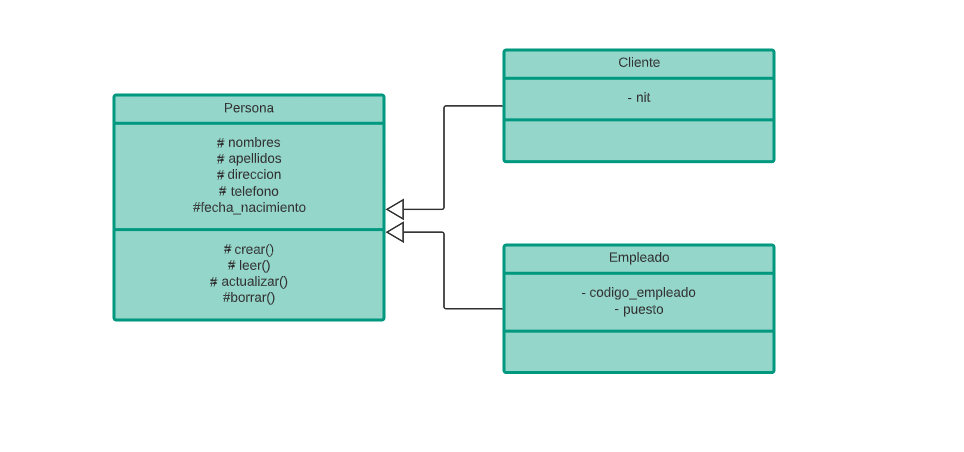 Persona
# nombres
# apellidos
# direccion
# telefono
#fecha_nacimiento
# crear()
# leer()
# actualizar()
#borrar()
Cliente
- nit
Empleado
- codigo_empleado
- puesto